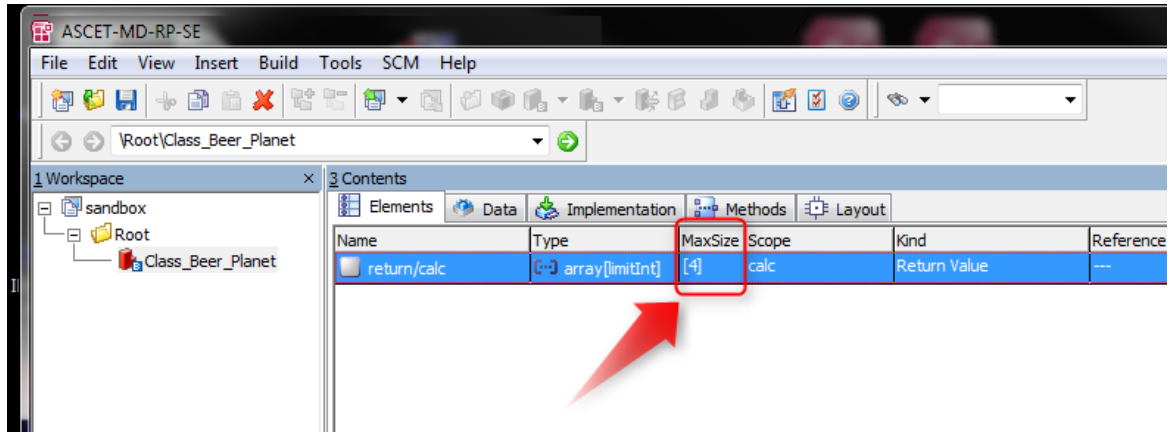 ASCET-MD-RP-SE
File Edit View Insert Build Tools SCM Help
\Root\Class_Beer_Planet
1 Workspace × 3 Contents
sandbox
Root
Class_Beer_Planet
Elements Data Implementation Methods Layout
Name Type MaxSize Scope Kind Reference
return/calc array[limitInt] [4] calc Return Value ---